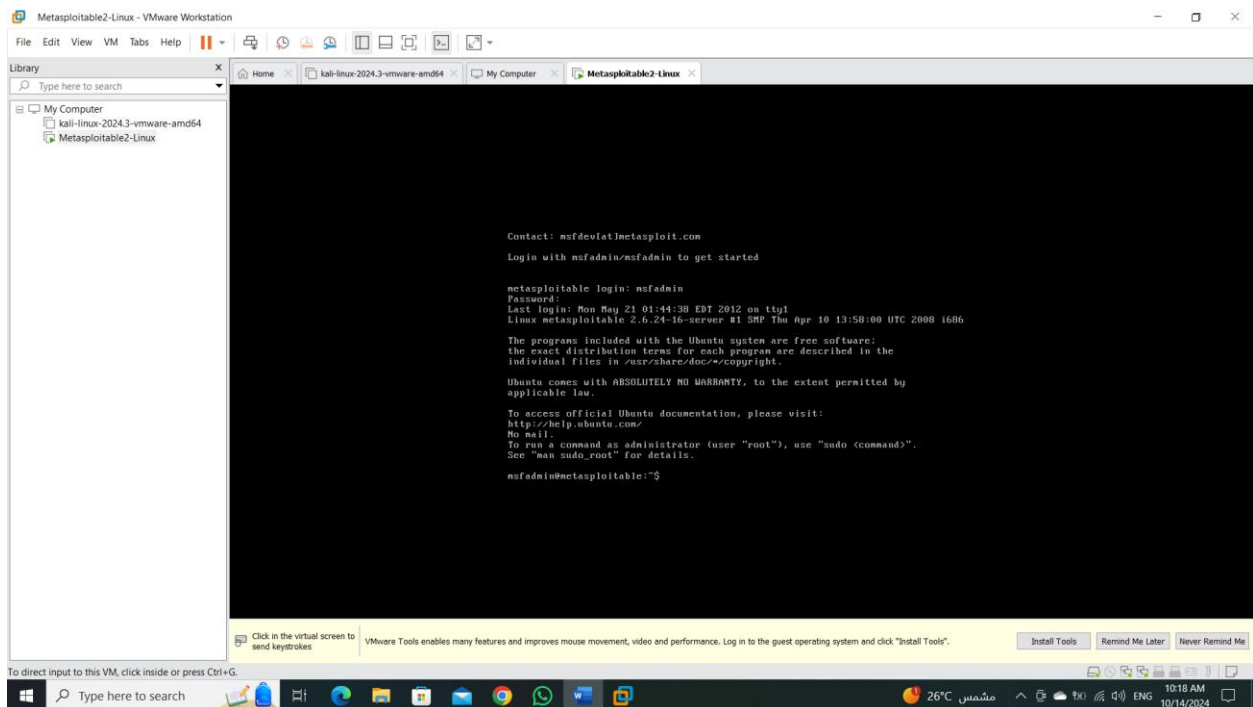 Metasploitable2-Linux - VMware Workstation
File Edit View VM Tabs Help
Library X
Type here to search
My Computer
kali-linux-2024.3-vmware-amd64
Metasploitable2-Linux
Home kali-linux-2024.3-vmware-amd64 My Computer Metasploitable2-Linux
Contact: msfdev[at]metasploit.com
Login with msfadmin/msfadmin to get started
metasploitable login: msfadmin
Password:
Last login: Mon May 21 01:44:38 EDT 2012 on tty1
Linux metasploitable 2.6.24-16-server #1 SMP Thu Apr 10 13:58:00 UTC 2008 i686
The programs included with the Ubuntu system are free software;
the exact distribution terms for each program are described in the
individual files in /usr/share/doc/*/copyright.
Ubuntu comes with ABSOLUTELY NO WARRANTY, to the extent permitted by
applicable law.
To access official Ubuntu documentation, please visit:
http://help.ubuntu.com/
No mail.
To run a command as administrator (user "root"), use "sudo <command>".
See "man sudo_root" for details.
msfadmin@metasploitable:~$
Click in the virtual screen to
send keystrokes
VMware Tools enables many features and improves mouse movement, video and performance. Log in to the guest operating system and click "Install Tools".
Install Tools Remind Me Later Never Remind Me
To direct input to this VM, click inside or press Ctrl+G.
Type here to search
26°C مشمس ENG 10:18 AM
10/14/2024